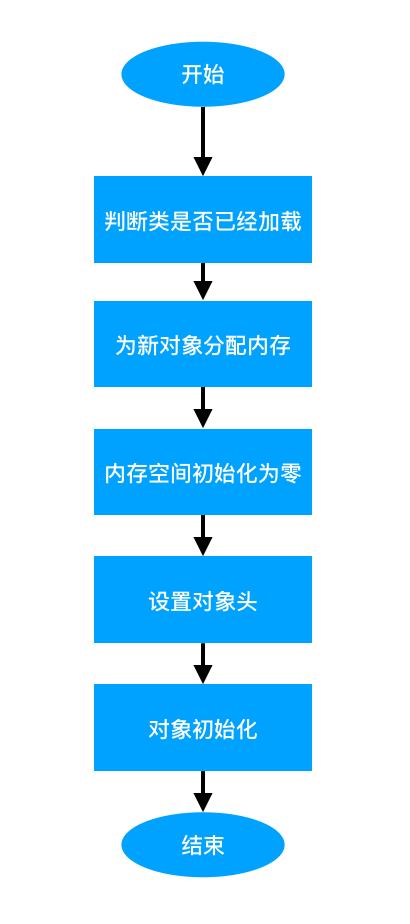 开始
判断类是否已经加载
为新对象分配内存
内存空间初始化为零
设置对象头
对象初始化
结束